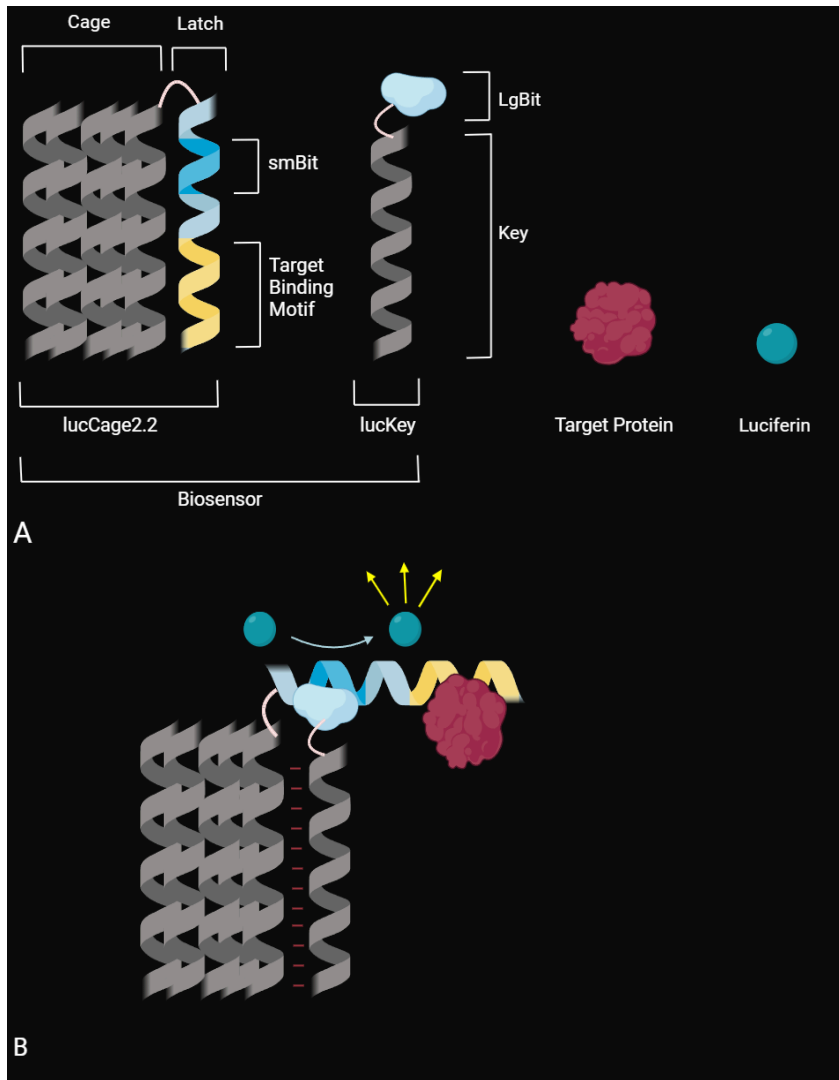 Cage
Latch
LgBit
smBit
Key
Target
Binding
Motif
lucCage2.2
lucKey
Target Protein
Luciferin
Biosensor
A
B